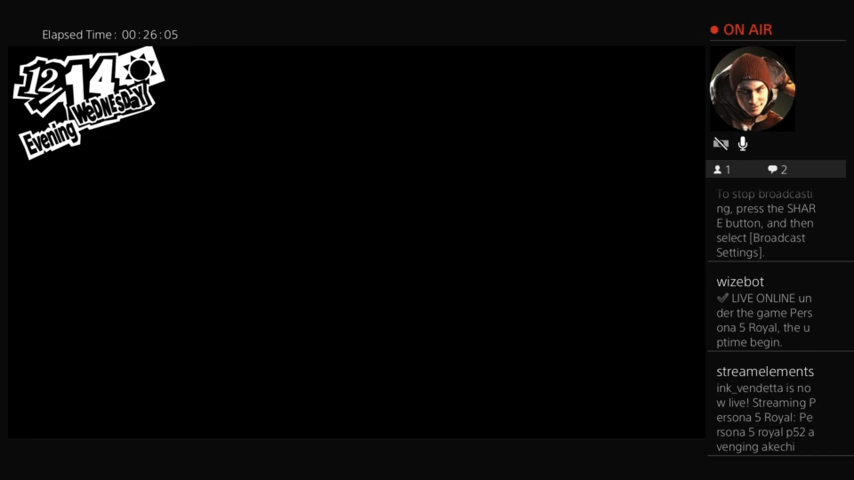 Elapsed Time: 00:26:05
ON AIR
12/14
WEDNESDAY
Evening
1
2
To stop broadcasti
ng, press the SHAR
E button, and then
select [Broadcast
Settings].
wizebot
✅ LIVE ONLINE un
der the game Pers
ona 5 Royal, the u
ptime begin.
streamelements
ink_vendetta is no
w live! Streaming P
ersona 5 Royal: Pe
rsona 5 royal p52 a
venging akechi